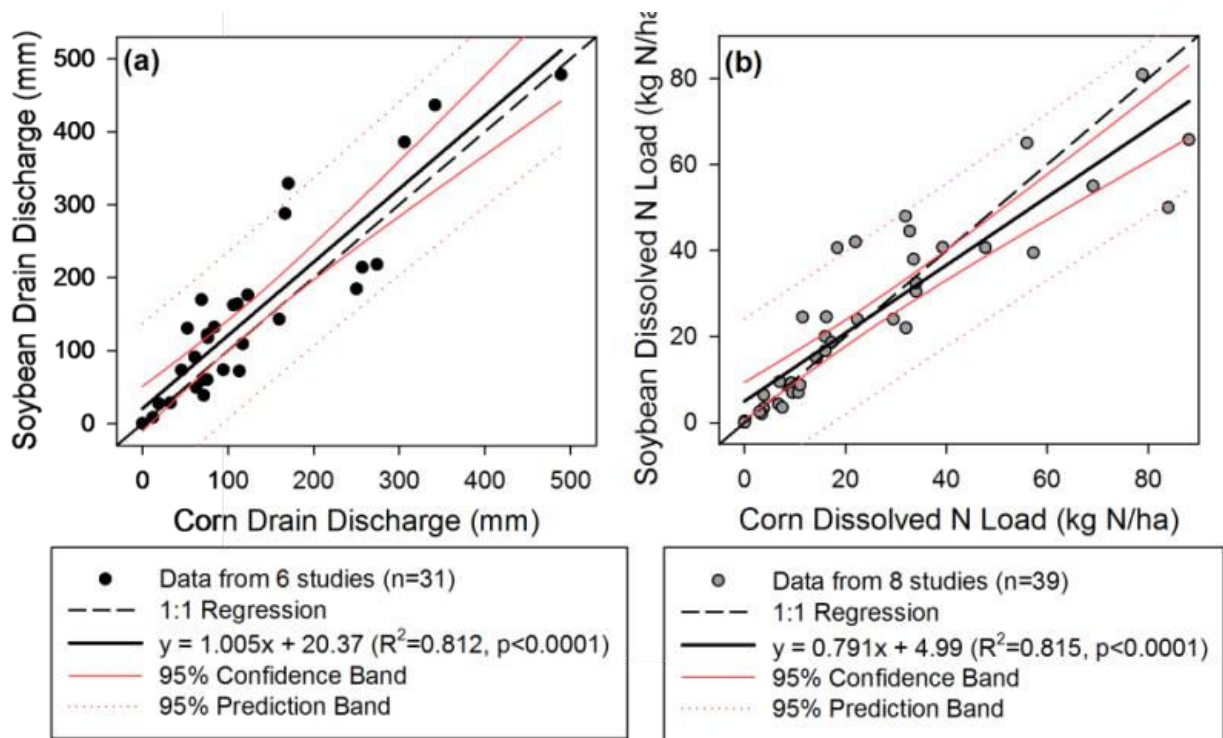 (a)
Soybean Drain Discharge (mm)
500
400
300
200
100
0
0 100 200 300 400 500
Corn Drain Discharge (mm)
Data from 6 studies (n=31)
1:1 Regression
y = 1.005x + 20.37 (R²=0.812, p<0.0001)
95% Confidence Band
95% Prediction Band
(b)
Soybean Dissolved N Load (kg N/ha)
80
60
40
20
0
0 20 40 60 80
Corn Dissolved N Load (kg N/ha)
Data from 8 studies (n=39)
1:1 Regression
y = 0.791x + 4.99 (R²=0.815, p<0.0001)
95% Confidence Band
95% Prediction Band